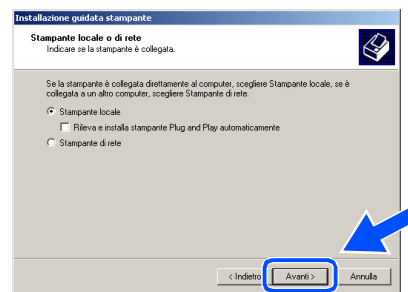 Installazione guidata stampante
Stampante locale o di rete
Indicare se la stampante è collegata.
Se la stampante è collegata direttamente al computer, scegliere Stampante locale, se è
collegata a un altro computer, scegliere Stampante di rete.
Stampante locale
Rileva e installa stampante Plug and Play automaticamente
Stampante di rete
< Indietro
Avanti >
Annulla